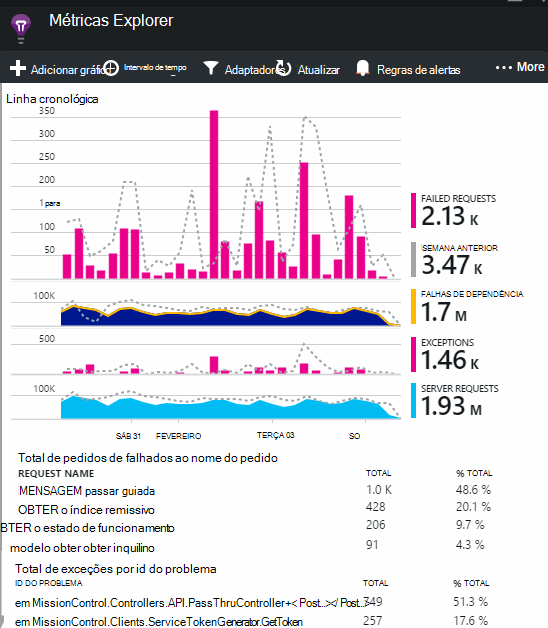 Métricas Explorer
Adicionar gráfico Intervalo de tempo Adaptadores Atualizar Regras de alertas More
Linha cronológica
350
300
250
200
1 para
100
50
FAILED REQUESTS
2.13 K
SEMANA ANTERIOR
3.47 K
100K
FALHAS DE DEPENDÊNCIA
1.7 M
500
EXCEPTIONS
1.46 K
100K
SERVER REQUESTS
1.93 M
SÁB 31 FEVEREIRO TERÇA 03 SO
Total de pedidos de falhados ao nome do pedido
REQUEST NAME TOTAL % TOTAL
MENSAGEM passar guiada 1.0 K 48.6 %
OBTER o índice remissivo 428 20.1 %
BTER o estado de funcionamento 206 9.7 %
modelo obter obter inquilino 91 4.3 %
Total de exceções por id do problema
ID DO PROBLEMA TOTAL % TOTAL
em MissionControl.Controllers.API.PassThruController+< Post...></ Post...> 749 51.3 %
em MissionControl.Clients.ServiceTokenGenerator.GetToken 257 17.6 %